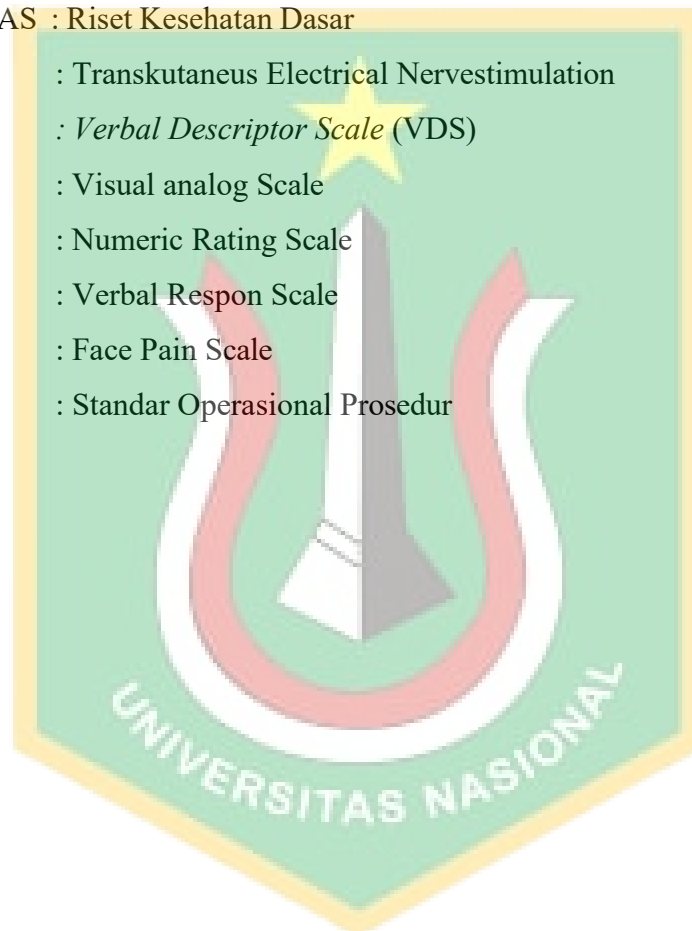 AS : Riset Kesehatan Dasar
: Transkutaneus Electrical Nervestimulation
: Verbal Descriptor Scale (VDS)
: Visual analog Scale
: Numeric Rating Scale
: Verbal Respon Scale
: Face Pain Scale
: Standar Operasional Prosedur
UNIVERSITAS NASIONAL